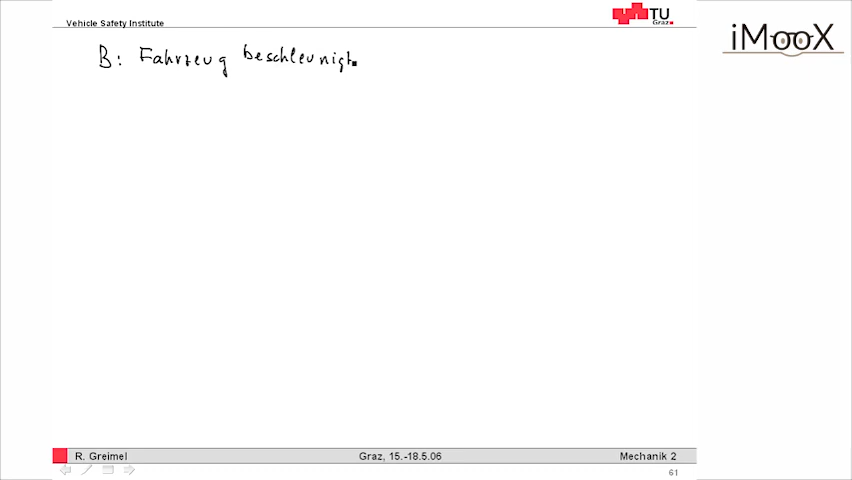 Vehicle Safety Institute
TU
Graz
iMooX
B: Fahrzeug beschleunigt
R. Greimel
Graz, 15.-18.5.06
Mechanik 2
61